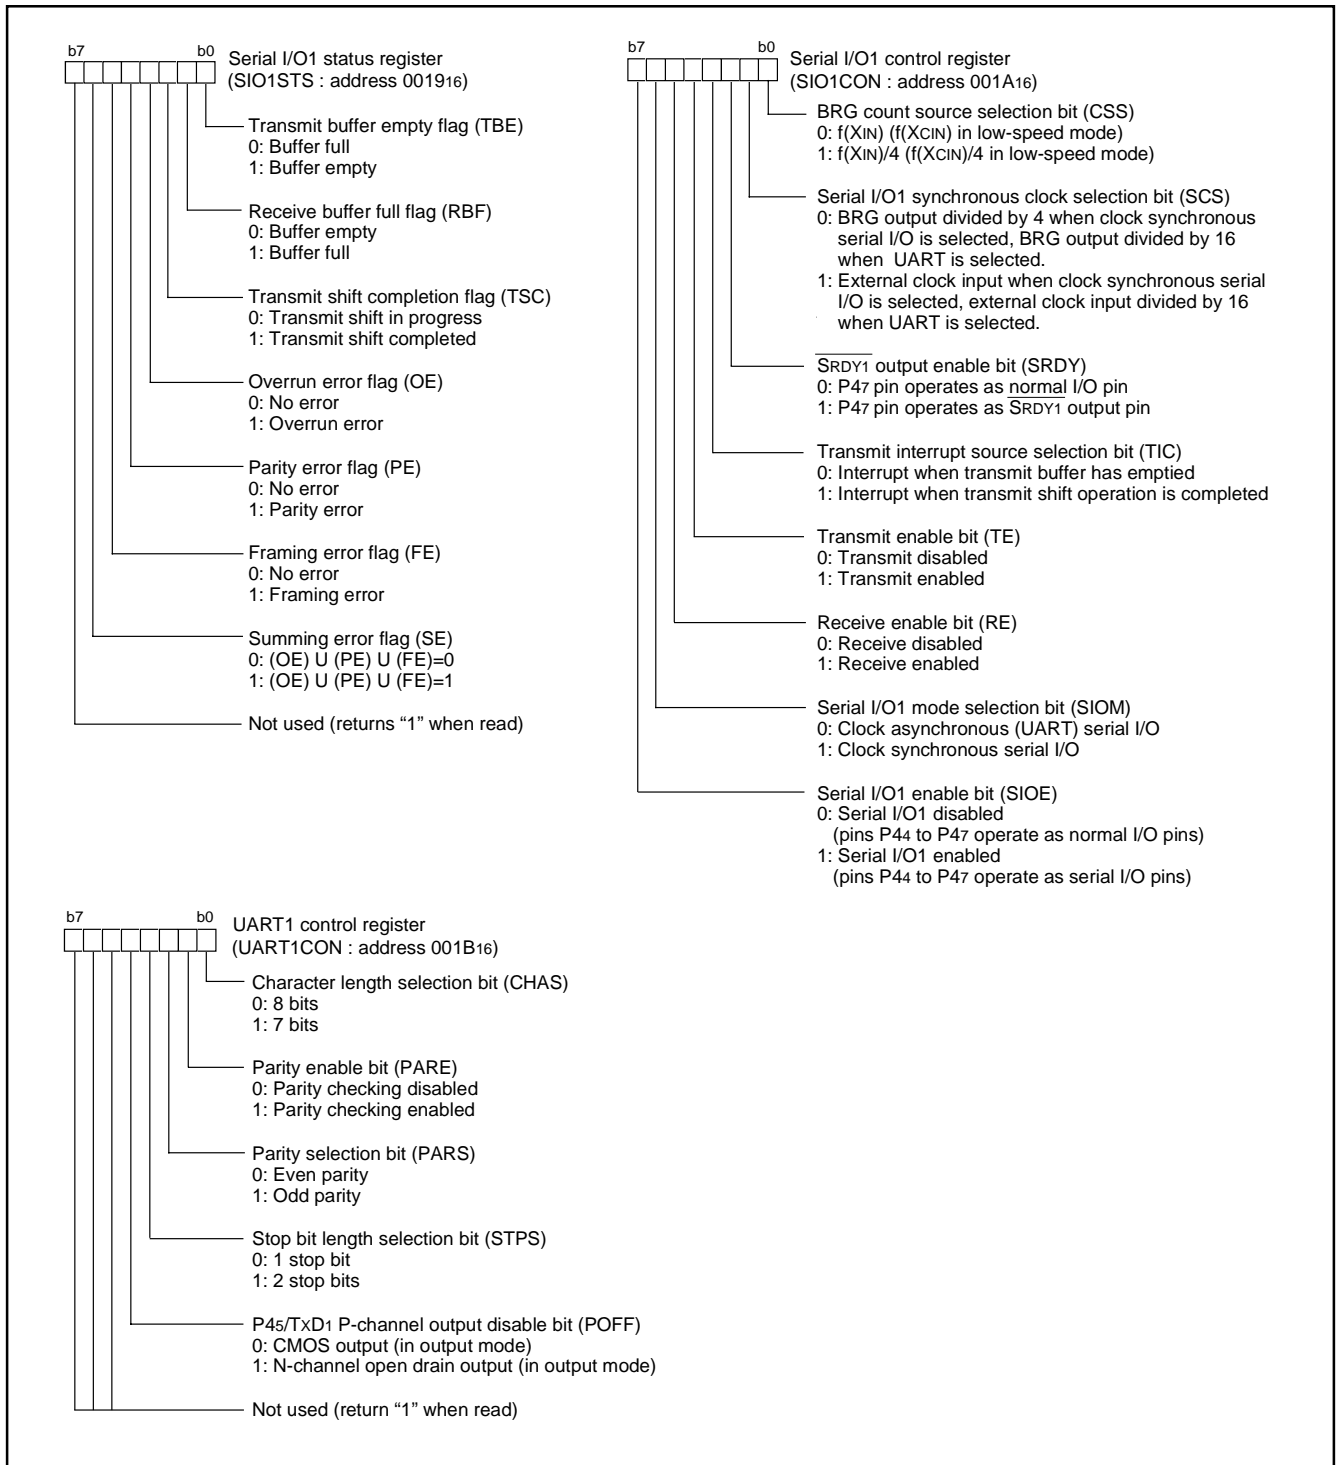 b7 b0 Serial I/O1 status register
(SIO1STS : address 001916)
Transmit buffer empty flag (TBE)
0: Buffer full
1: Buffer empty
Receive buffer full flag (RBF)
0: Buffer empty
1: Buffer full
Transmit shift completion flag (TSC)
0: Transmit shift in progress
1: Transmit shift completed
Overrun error flag (OE)
0: No error
1: Overrun error
Parity error flag (PE)
0: No error
1: Parity error
Framing error flag (FE)
0: No error
1: Framing error
Summing error flag (SE)
0: (OE) U (PE) U (FE)=0
1: (OE) U (PE) U (FE)=1
Not used (returns “1” when read)
b7 b0 Serial I/O1 control register
(SIO1CON : address 001A16)
BRG count source selection bit (CSS)
0: f(XIN) (f(XCIN) in low-speed mode)
1: f(XIN)/4 (f(XCIN)/4 in low-speed mode)
Serial I/O1 synchronous clock selection bit (SCS)
0: BRG output divided by 4 when clock synchronous
serial I/O is selected, BRG output divided by 16
when UART is selected.
1: External clock input when clock synchronous serial
I/O is selected, external clock input divided by 16
when UART is selected.
SRDY1 output enable bit (SRDY)
0: P47 pin operates as normal I/O pin
1: P47 pin operates as SRDY1 output pin
Transmit interrupt source selection bit (TIC)
0: Interrupt when transmit buffer has emptied
1: Interrupt when transmit shift operation is completed
Transmit enable bit (TE)
0: Transmit disabled
1: Transmit enabled
Receive enable bit (RE)
0: Receive disabled
1: Receive enabled
Serial I/O1 mode selection bit (SIOM)
0: Clock asynchronous (UART) serial I/O
1: Clock synchronous serial I/O
Serial I/O1 enable bit (SIOE)
0: Serial I/O1 disabled
(pins P44 to P47 operate as normal I/O pins)
1: Serial I/O1 enabled
(pins P44 to P47 operate as serial I/O pins)
b7 b0 UART1 control register
(UART1CON : address 001B16)
Character length selection bit (CHAS)
0: 8 bits
1: 7 bits
Parity enable bit (PARE)
0: Parity checking disabled
1: Parity checking enabled
Parity selection bit (PARS)
0: Even parity
1: Odd parity
Stop bit length selection bit (STPS)
0: 1 stop bit
1: 2 stop bits
P45/TXD1 P-channel output disable bit (POFF)
0: CMOS output (in output mode)
1: N-channel open drain output (in output mode)
Not used (return “1” when read)